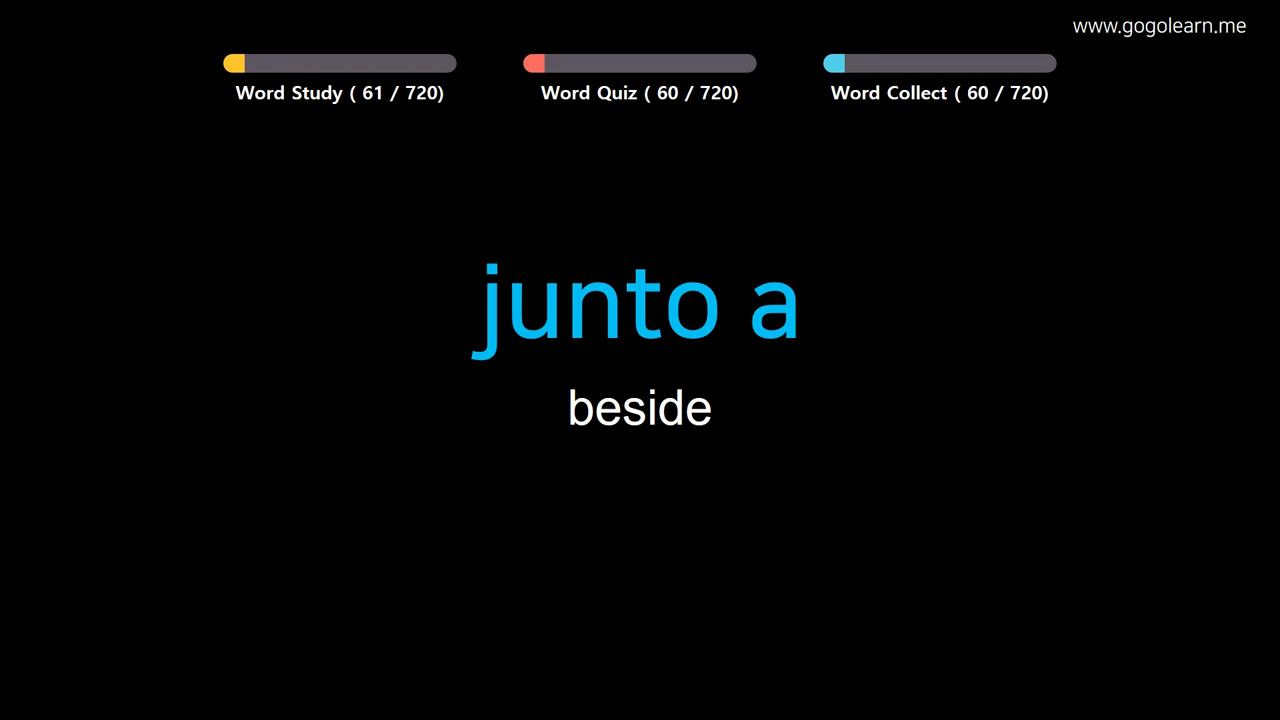 www.gogolearn.me
Word Study ( 61 / 720)
Word Quiz ( 60 / 720)
Word Collect ( 60 / 720)
junto a
beside